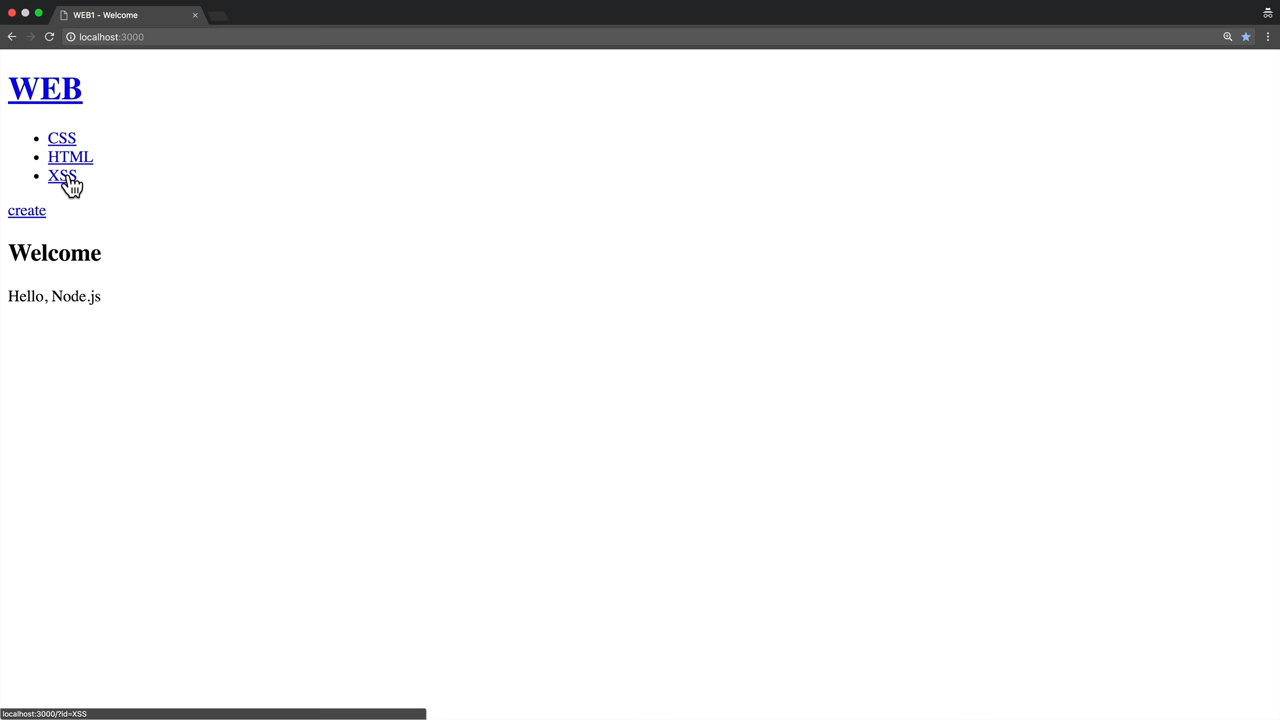 WEB1 - Welcome
localhost:3000
WEB
CSS
HTML
XSS
create
Welcome
Hello, Node.js
localhost:3000/?id=XSS